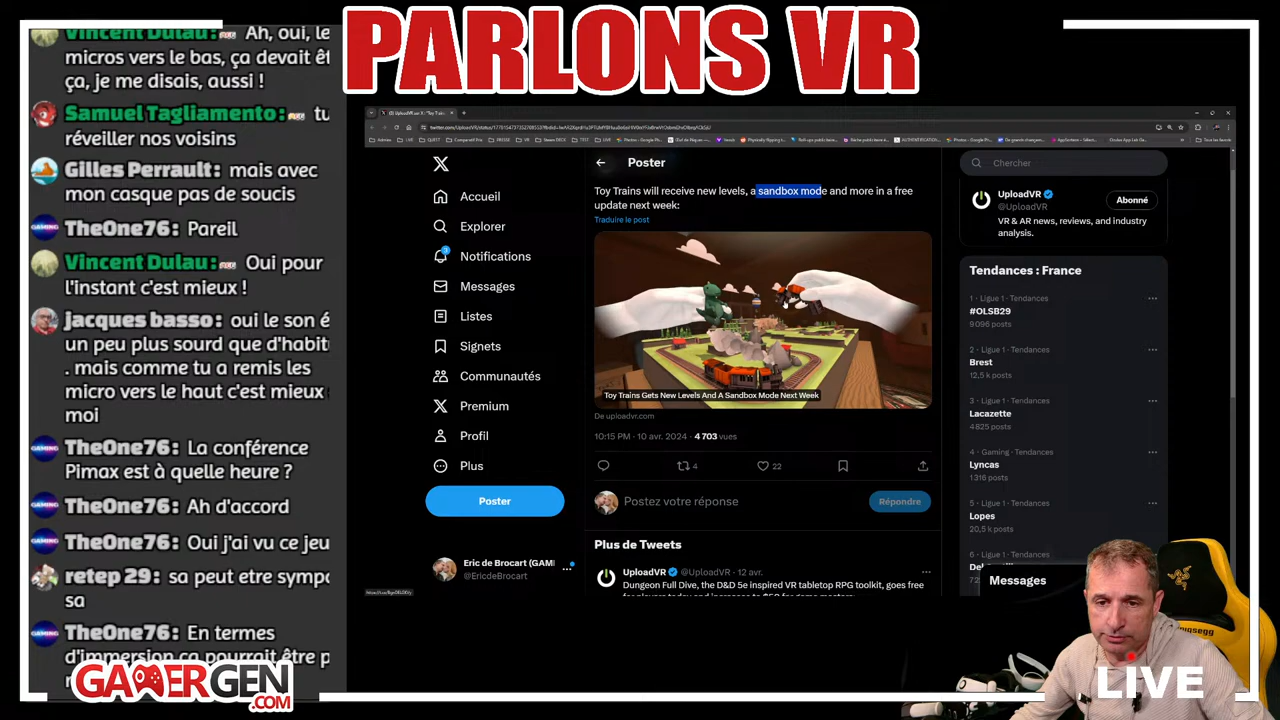 PARLONS VR
Vincent Dulau : Ah, oui, le
micros vers le bas, ça devait êt
ça, je me disais, aussi !
Samuel Tagliamento : tu
réveiller nos voisins
Gilles Perrault : mais avec
mon casque pas de soucis
TheOne76 : Pareil
Vincent Dulau : Oui pour
l'instant c'est mieux !
jacques basso : oui le son é
un peu plus sourd que d'habit
. mais comme tu a remis les
micro vers le haut c'est mieux
moi
TheOne76 : La conférence
Pimax est à quelle heure ?
TheOne76 : Ah d'accord
TheOne76 : Oui j'ai vu ce jeu
retep 29 : sa peut etre sympa
sa
TheOne76 : En termes
d'immersion ça pourrait être p
GAMERGEN
.COM
Accueil
Explorer
3
Notifications
Messages
Listes
Signets
Communautés
Premium
Profil
Plus
Poster
Eric de Brocart (GAM
@EricdeBrocart
Poster
Toy Trains will receive new levels, a sandbox mode and more in a free
update next week:
Traduire le post
Toy Trains Gets New Levels And A Sandbox Mode Next Week
De uploadvr.com
10:15 PM · 10 avr. 2024 · 4 703 vues
4
22
Postez votre réponse
Répondre
Plus de Tweets
UploadVR @UploadVR · 12 avr.
Dungeon Full Dive, the D&D 5e inspired VR tabletop RPG toolkit, goes free
Chercher
UploadVR
@UploadVR
Abonné
VR & AR news, reviews, and industry
analysis.
Tendances : France
1 · Ligue 1 · Tendances
#OLSB29
9 096 posts
2 · Ligue 1 · Tendances
Brest
12,5 k posts
3 · Ligue 1 · Tendances
Lacazette
4 825 posts
4 · Gaming · Tendances
Lyncas
1 316 posts
5 · Ligue 1 · Tendances
Lopes
20,5 k posts
6 · Ligue 1 · Tendances
Messages
LIVE